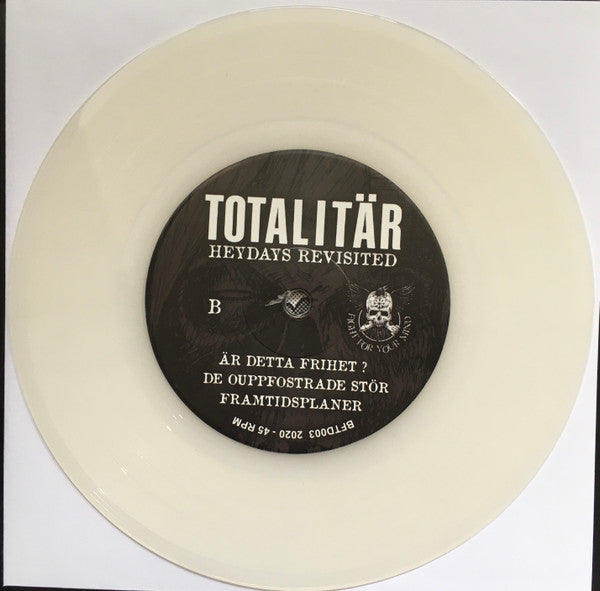 TOTALITÄR
HEYDAYS REVISITED
B
FIGHT FOR YOUR MIND
ÄR DETTA FRIHET ?
DE OUPPFOSTRADE STÖR
FRAMTIDSPLANER
BFTD003 2020 - 45 RPM